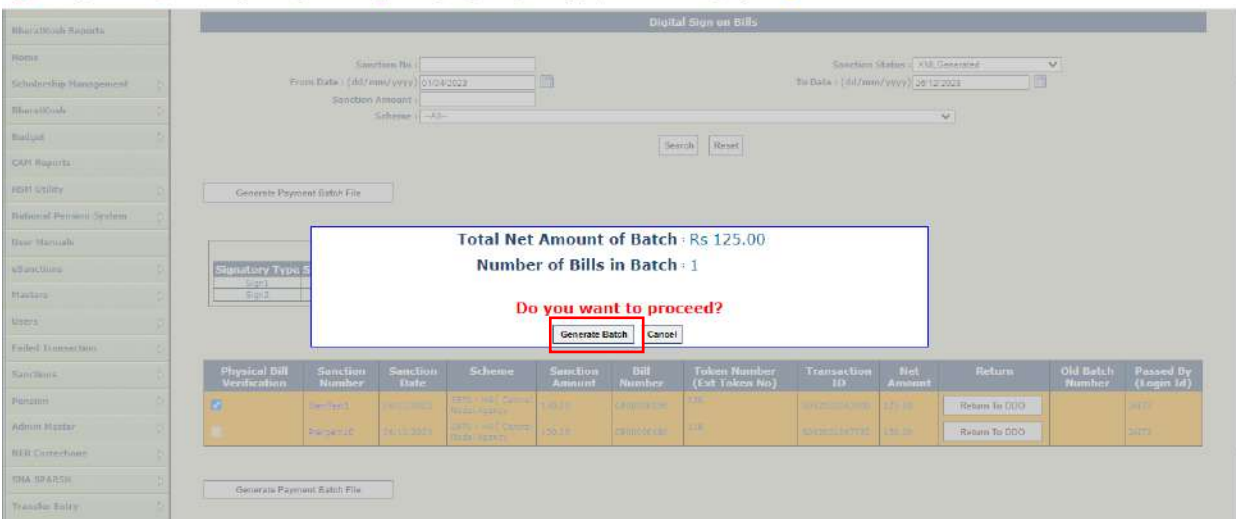 Digital Sign on Bills
BharatKosh Reports
Home
Scholarship Management
BharatKosh
Budget
CAM Reports
HSM Utility
National Pension System
User Manuals
eSanctions
Masters
Users
Failed Transaction
Sanctions
Pension
Admin Master
NER Corrections
SNA SPARSH
Transfer Entry
Sanction No :
Sanction Status : XML Generated
From Date : (dd/mm/yyyy) 01/04/2023
To Date : (dd/mm/yyyy) 26/12/2023
Sanction Amount :
Scheme : --All--
Search Reset
Generate Payment Batch File
Total Net Amount of Batch : Rs 125.00
Number of Bills in Batch : 1
Do you want to proceed?
Generate Batch Cancel
Signatory Type S
Sign1
Sign2
Physical Bill Verification Sanction Number Sanction Date Scheme Sanction Amount Bill Number Token Number (Ext Token No) Transaction ID Net Amount Return Old Batch Number Passed By (Login Id)
Return To DDO
Return To DDO
Generate Payment Batch File